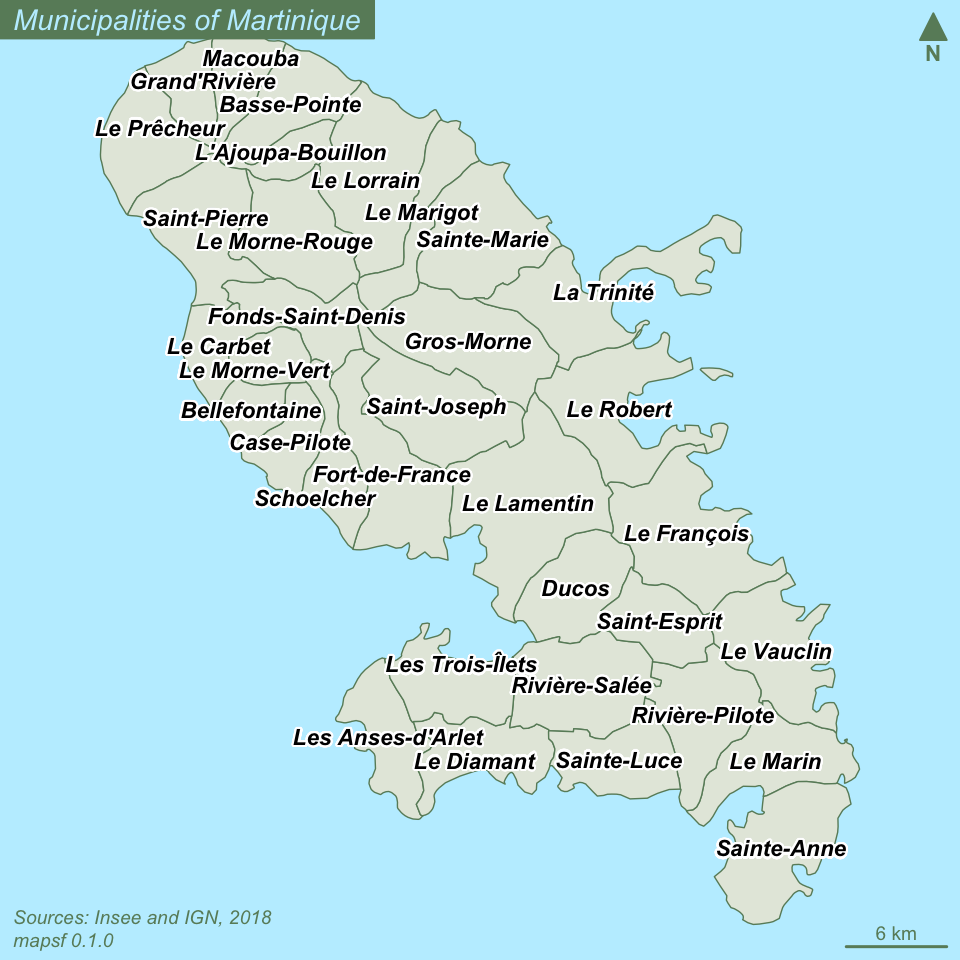 Municipalities of Martinique
N
Macouba
Grand'Rivière
Basse-Pointe
Le Prêcheur
L'Ajoupa-Bouillon
Le Lorrain
Le Marigot
Saint-Pierre
Le Morne-Rouge
Sainte-Marie
La Trinité
Fonds-Saint-Denis
Gros-Morne
Le Carbet
Le Morne-Vert
Bellefontaine
Saint-Joseph
Le Robert
Case-Pilote
Fort-de-France
Schoelcher
Le Lamentin
Le François
Ducos
Saint-Esprit
Le Vauclin
Les Trois-Îlets
Rivière-Salée
Rivière-Pilote
Les Anses-d'Arlet
Le Diamant
Sainte-Luce
Le Marin
Sainte-Anne
Sources: Insee and IGN, 2018
mapsf 0.1.0
6 km